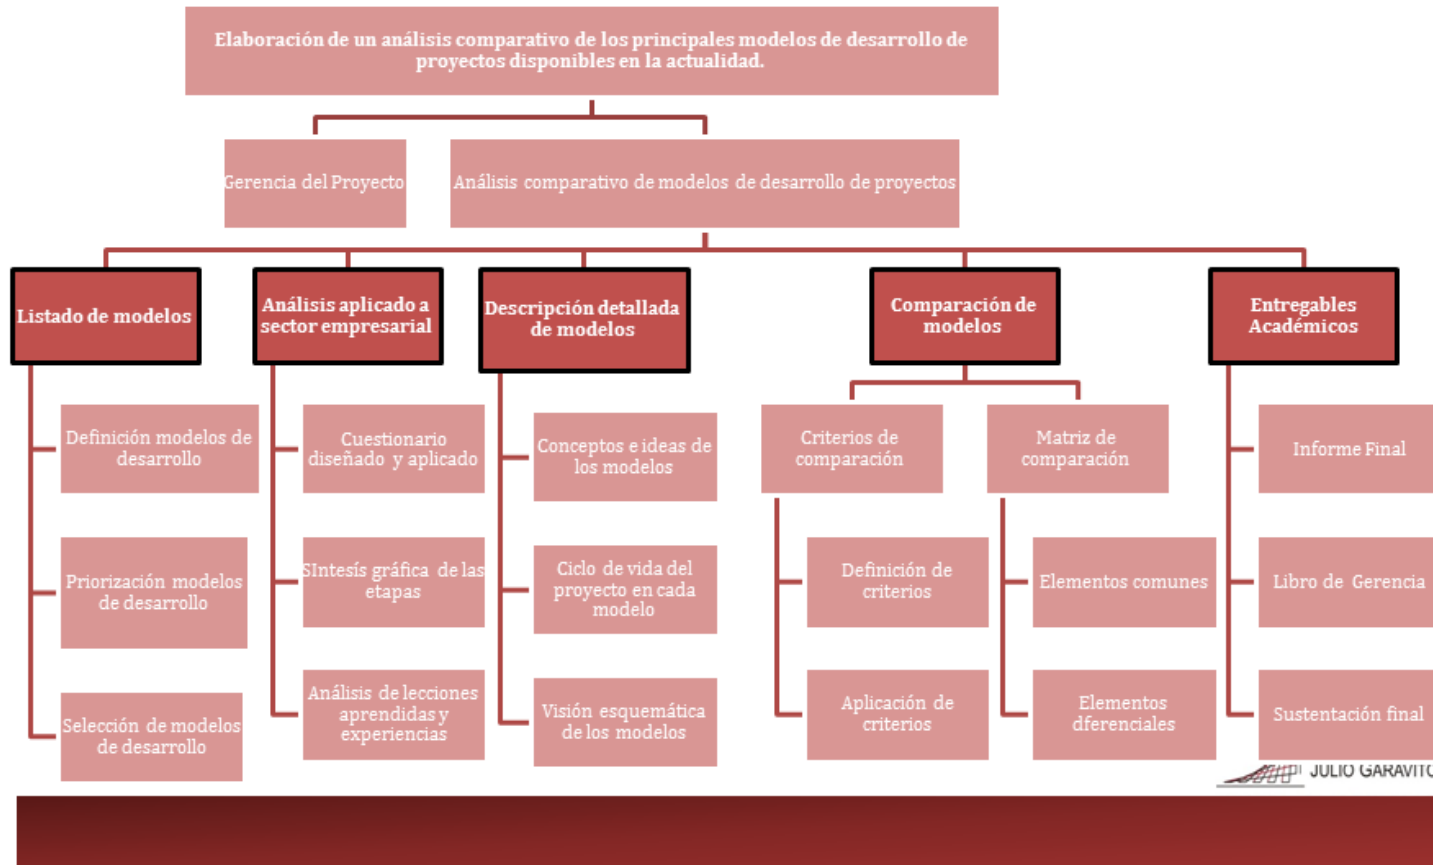 Elaboración de un análisis comparativo de los principales modelos de desarrollo de
proyectos disponibles en la actualidad.
Gerencia del Proyecto
Análisis comparativo de modelos de desarrollo de proyectos
Listado de modelos
Análisis aplicado a
sector empresarial
Descripción detallada
de modelos
Comparación de
modelos
Entregables
Académicos
Definición modelos de
desarrollo
Priorización modelos
de desarrollo
Selección de modelos
de desarrollo
Cuestionario
diseñado y aplicado
SIntesís gráfica de las
etapas
Análisis de lecciones
aprendidas y
experiencias
Conceptos e ideas de
los modelos
Ciclo de vida del
proyecto en cada
modelo
Visión esquemática
de los modelos
Criterios de
comparación
Definición de
criterios
Aplicación de
criterios
Matriz de
comparación
Elementos comunes
Elementos
dferenciales
Informe Final
Libro de Gerencia
Sustentación final
JULIO GARAVITO